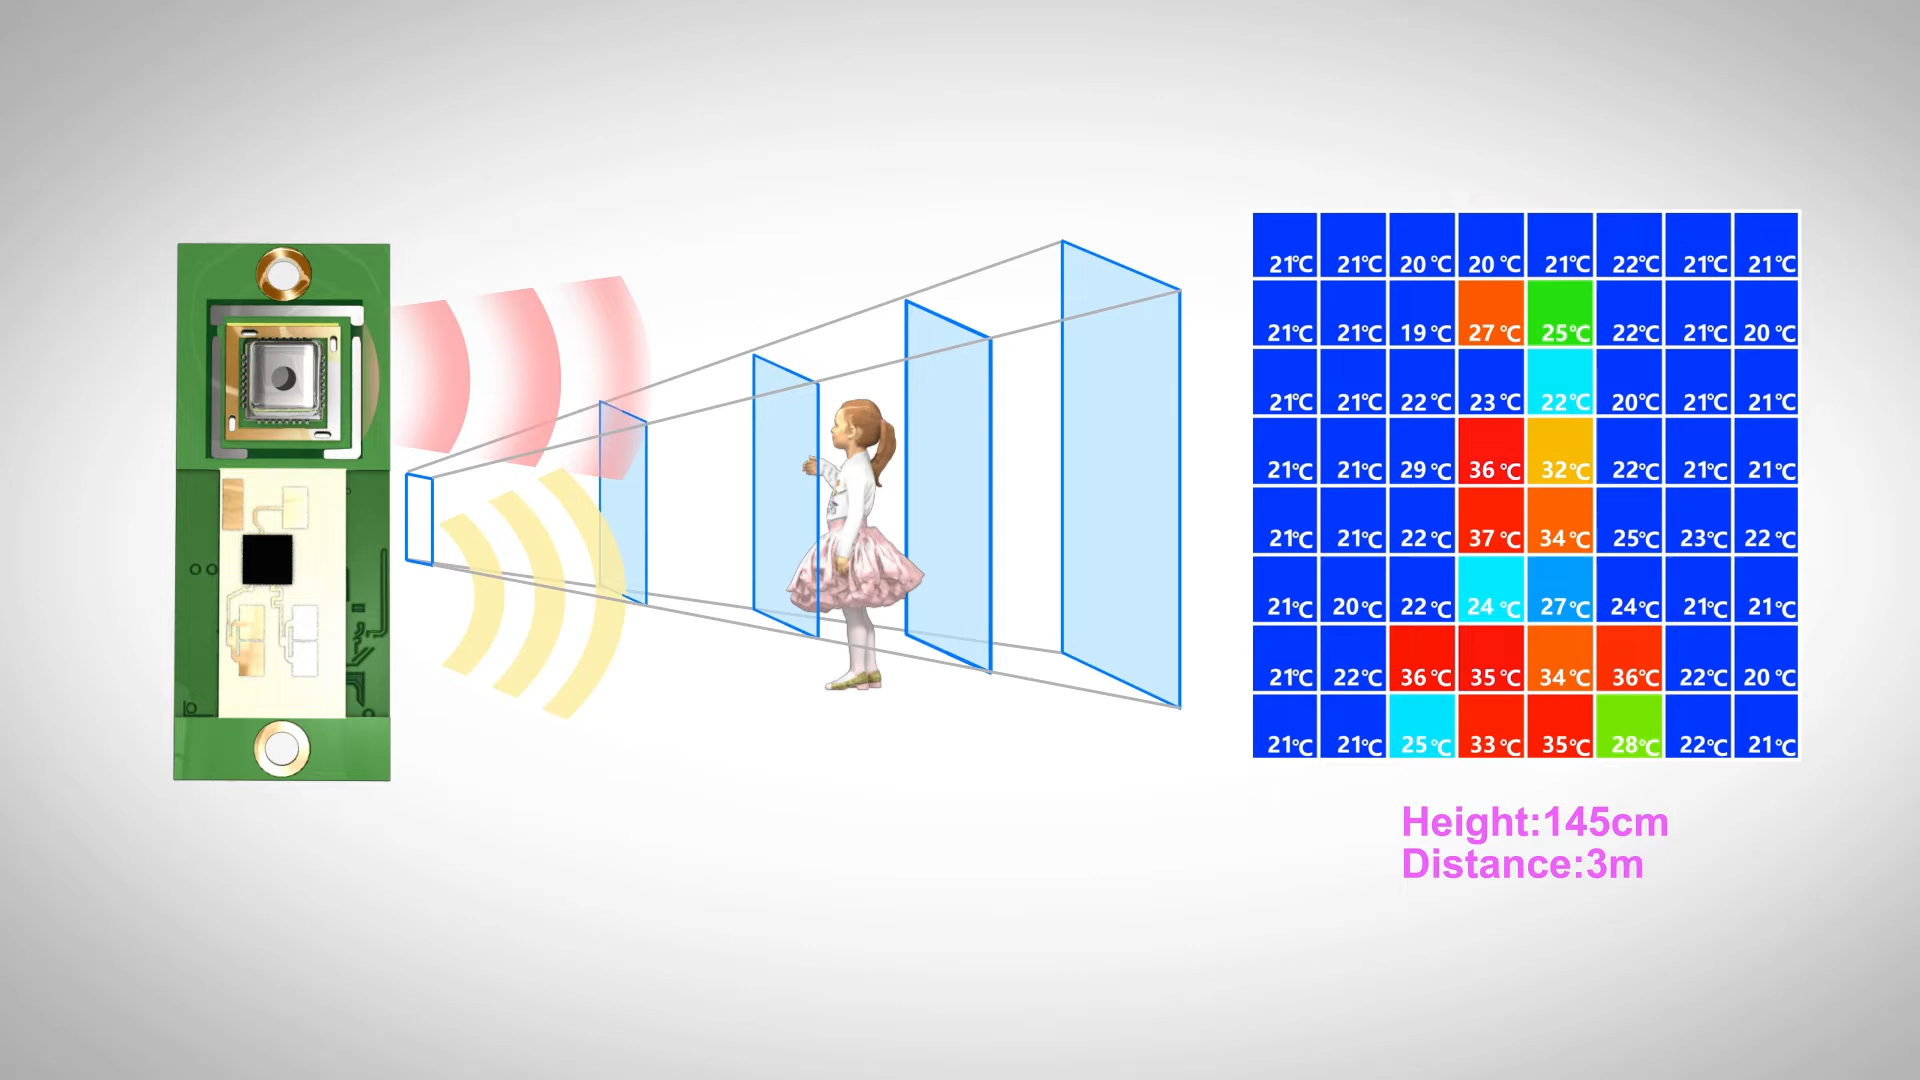 21℃ 21℃ 20℃ 20℃ 21℃ 22℃ 21℃ 21℃
21℃ 21℃ 19℃ 27℃ 25℃ 22℃ 21℃ 20℃
21℃ 21℃ 22℃ 23℃ 22℃ 20℃ 21℃ 21℃
21℃ 21℃ 29℃ 36℃ 32℃ 22℃ 21℃ 21℃
21℃ 21℃ 22℃ 37℃ 34℃ 25℃ 23℃ 22℃
21℃ 20℃ 22℃ 24℃ 27℃ 24℃ 21℃ 21℃
21℃ 22℃ 36℃ 35℃ 34℃ 36℃ 22℃ 20℃
21℃ 21℃ 25℃ 33℃ 35℃ 28℃ 22℃ 21℃
Height:145cm
Distance:3m